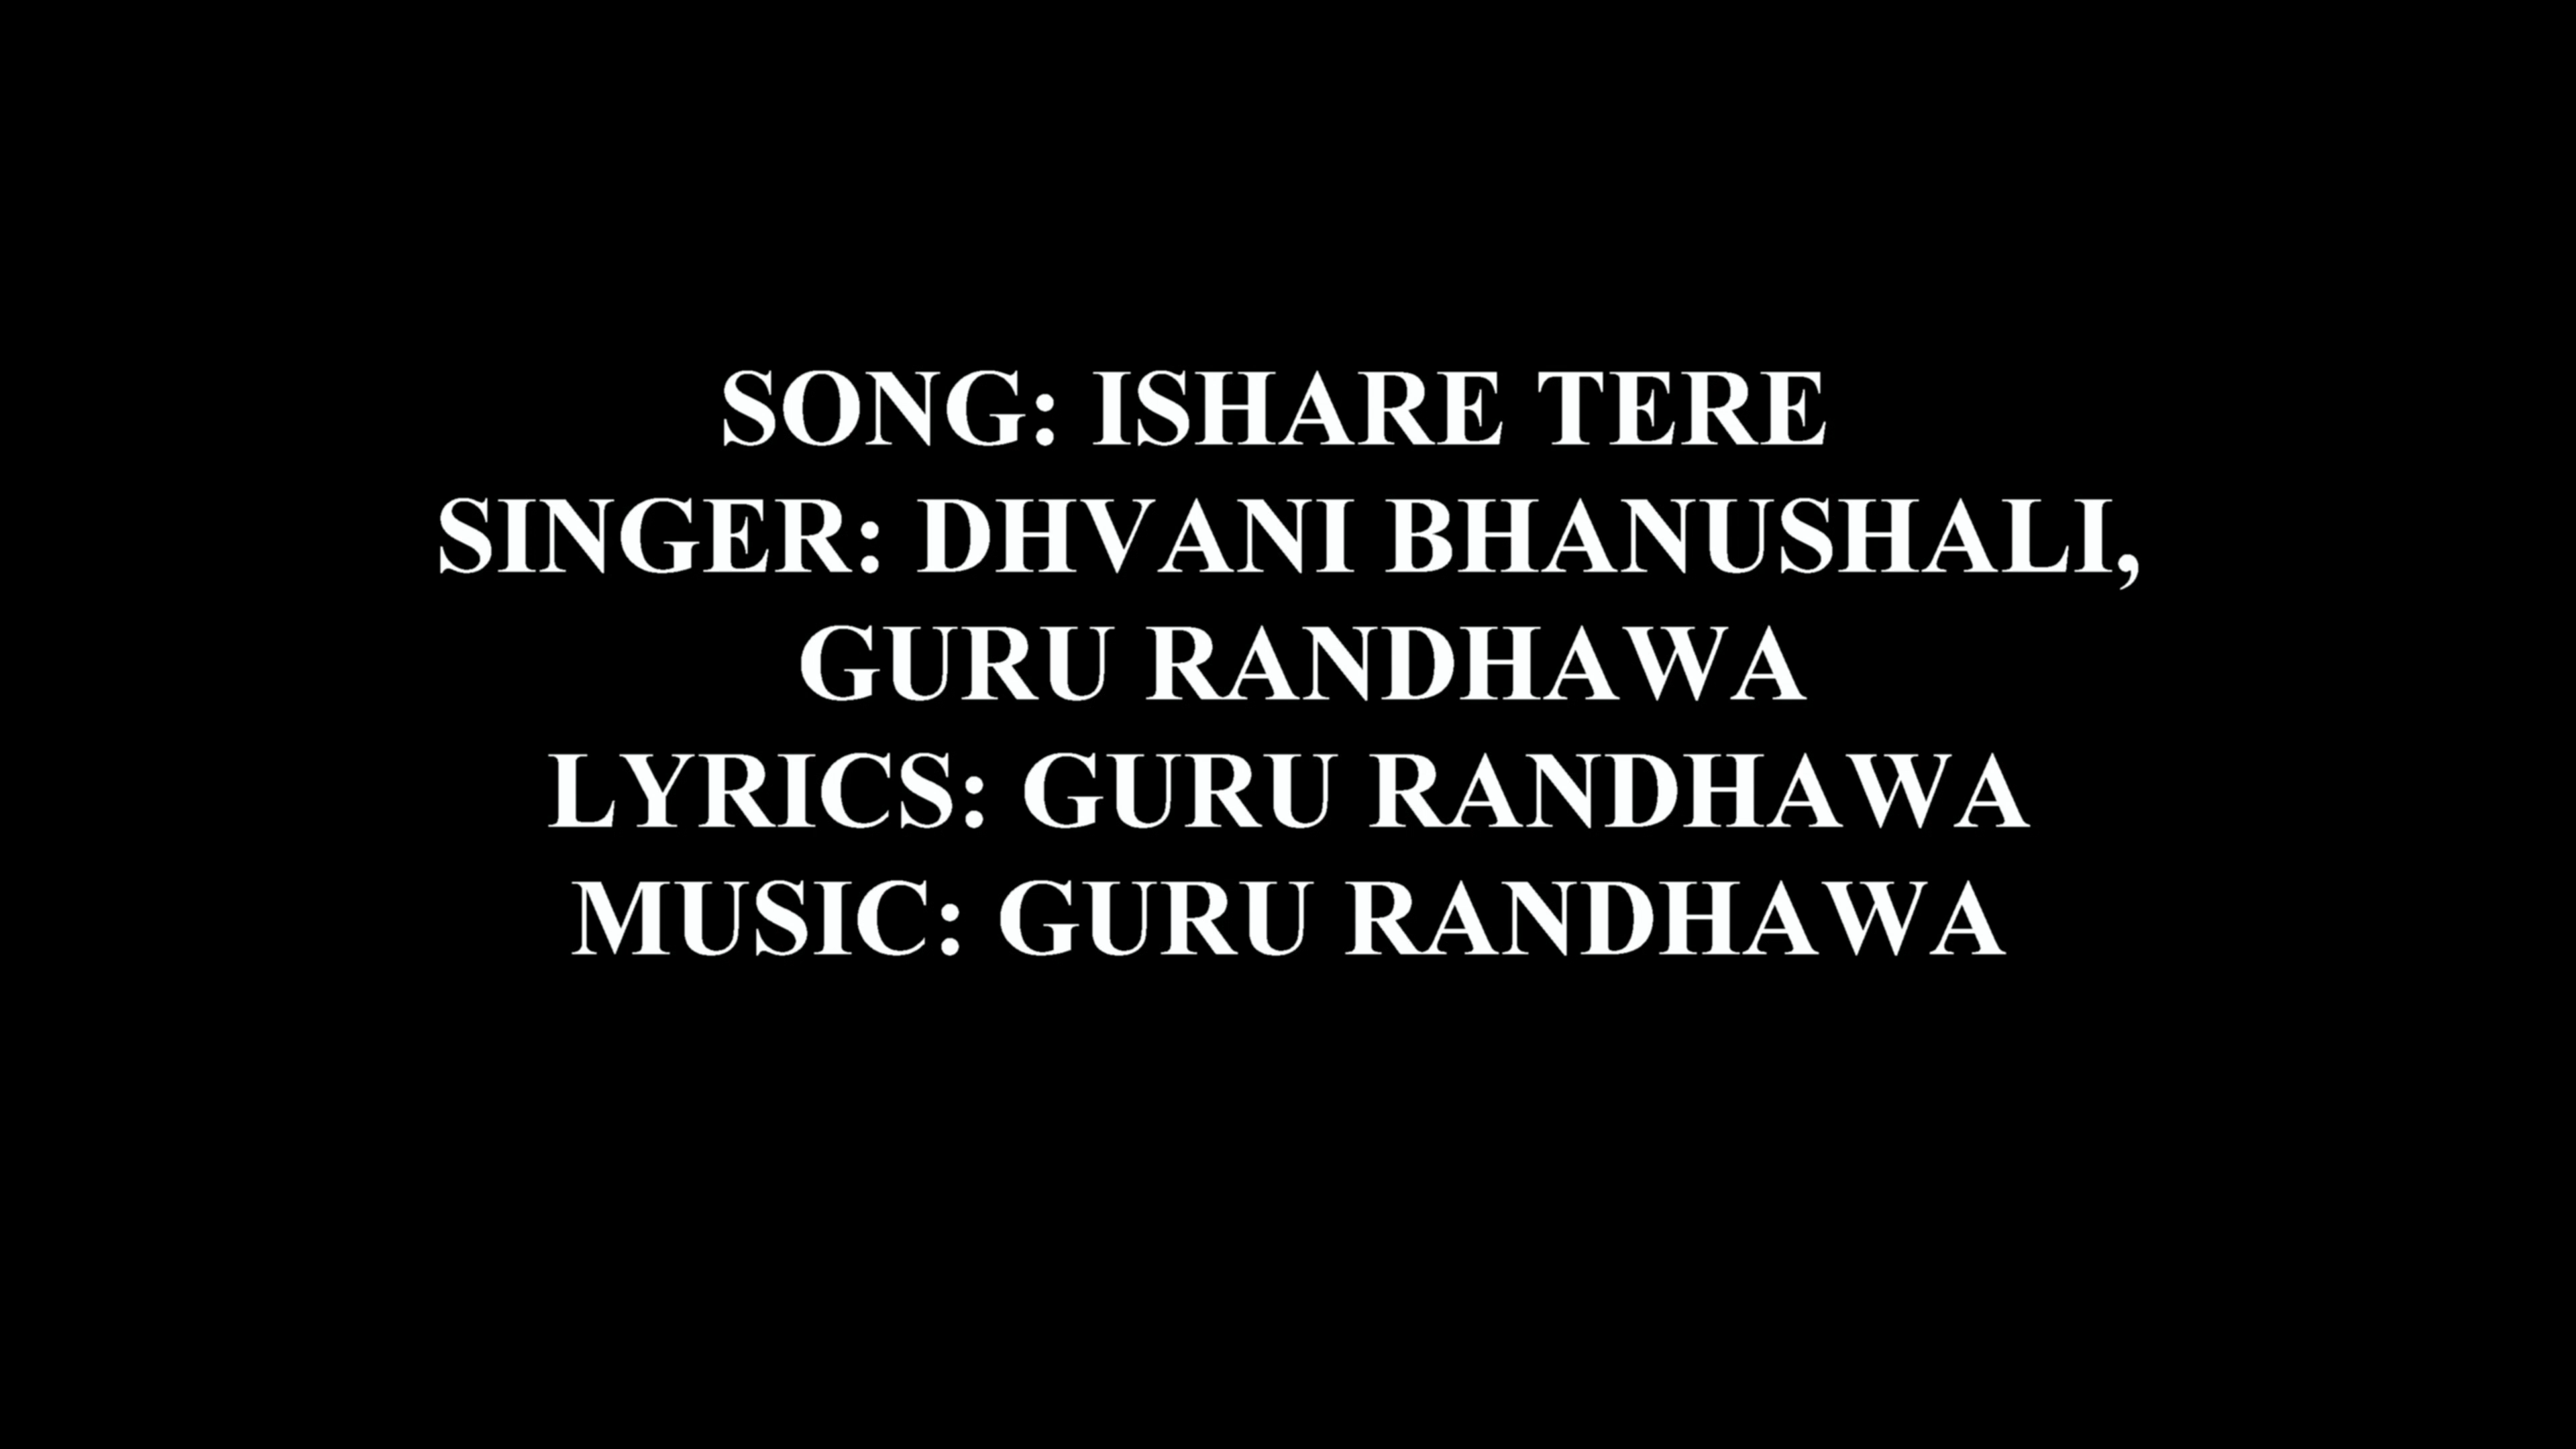 SONG: ISHARE TERE
SINGER: DHVANI BHANUSHALI,
GURU RANDHAWA
LYRICS: GURU RANDHAWA
MUSIC: GURU RANDHAWA